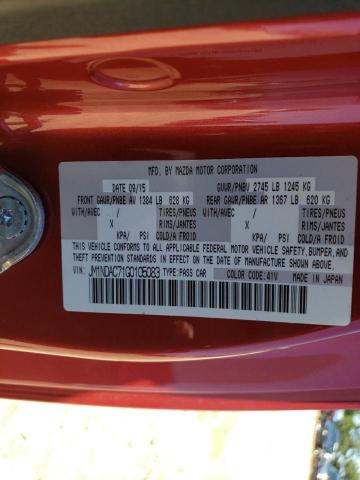 MFD. BY MAZDA MOTOR CORPORATION
DATE 09/15 GVWR/PNBV 2745 LB 1245 KG
FRONT GAWR/PNBE AV 1384 LB 628 KG REAR GAWR/PNBE AR 1367 LB 620 KG
WITH/AVEC / TIRES/PNEUS WITH/AVEC / TIRES/PNEUS
X RIMS/JANTES X RIMS/JANTES
KPA/ PSI COLD/A FROID KPA/ PSI COLD/A FROID
THIS VEHICLE CONFORMS TO ALL APPLICABLE FEDERAL MOTOR VEHICLE SAFETY, BUMPER, AND
THEFT PREVENTION STANDARDS IN EFFECT ON THE DATE OF MANUFACTURE SHOWN ABOVE.
VIN: JM1NDAC71G0105083 TYPE: PASS CAR COLOR CODE: 41V MADE IN JAPAN